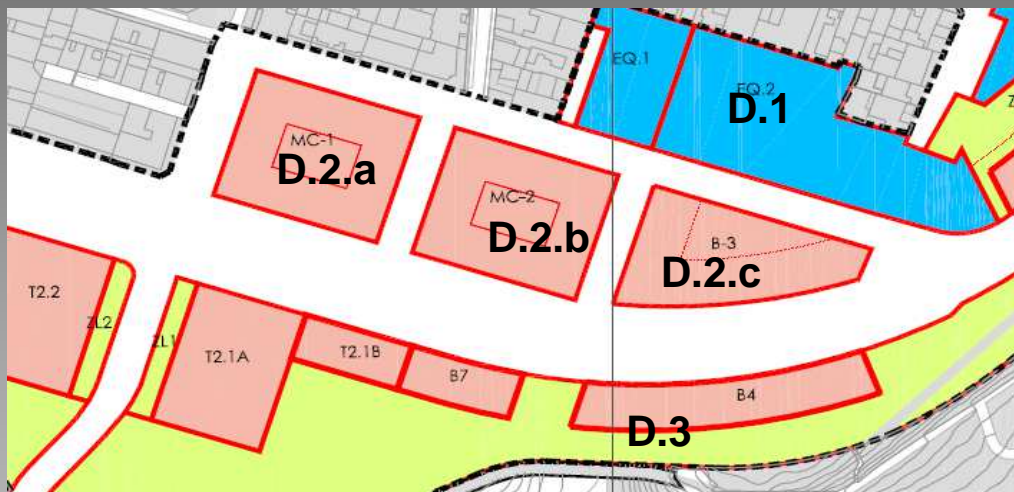 EQ.1
EQ.2
D.1
MC-1
D.2.a
MC-2
D.2.b
B-3
D.2.c
T2.2
ZL2
ZL1
T2.1A
T2.1B
B7
B4
D.3